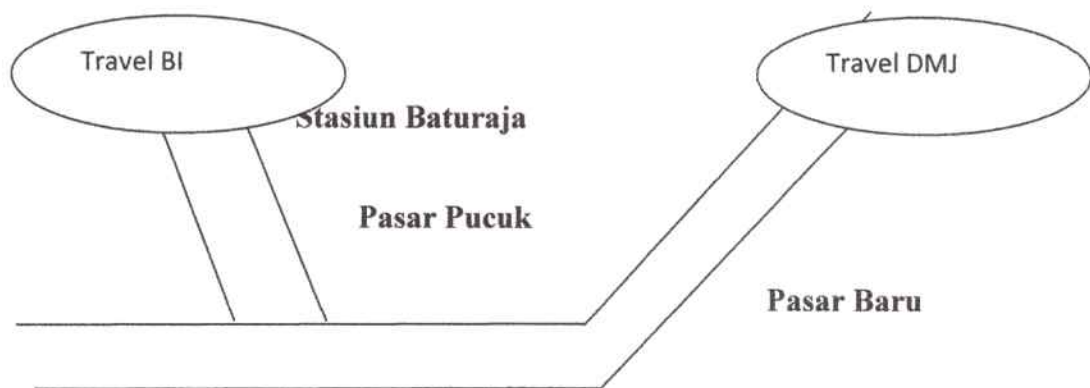 Travel BI
Travel DMJ
Stasiun Baturaja
Pasar Pucuk
Pasar Baru